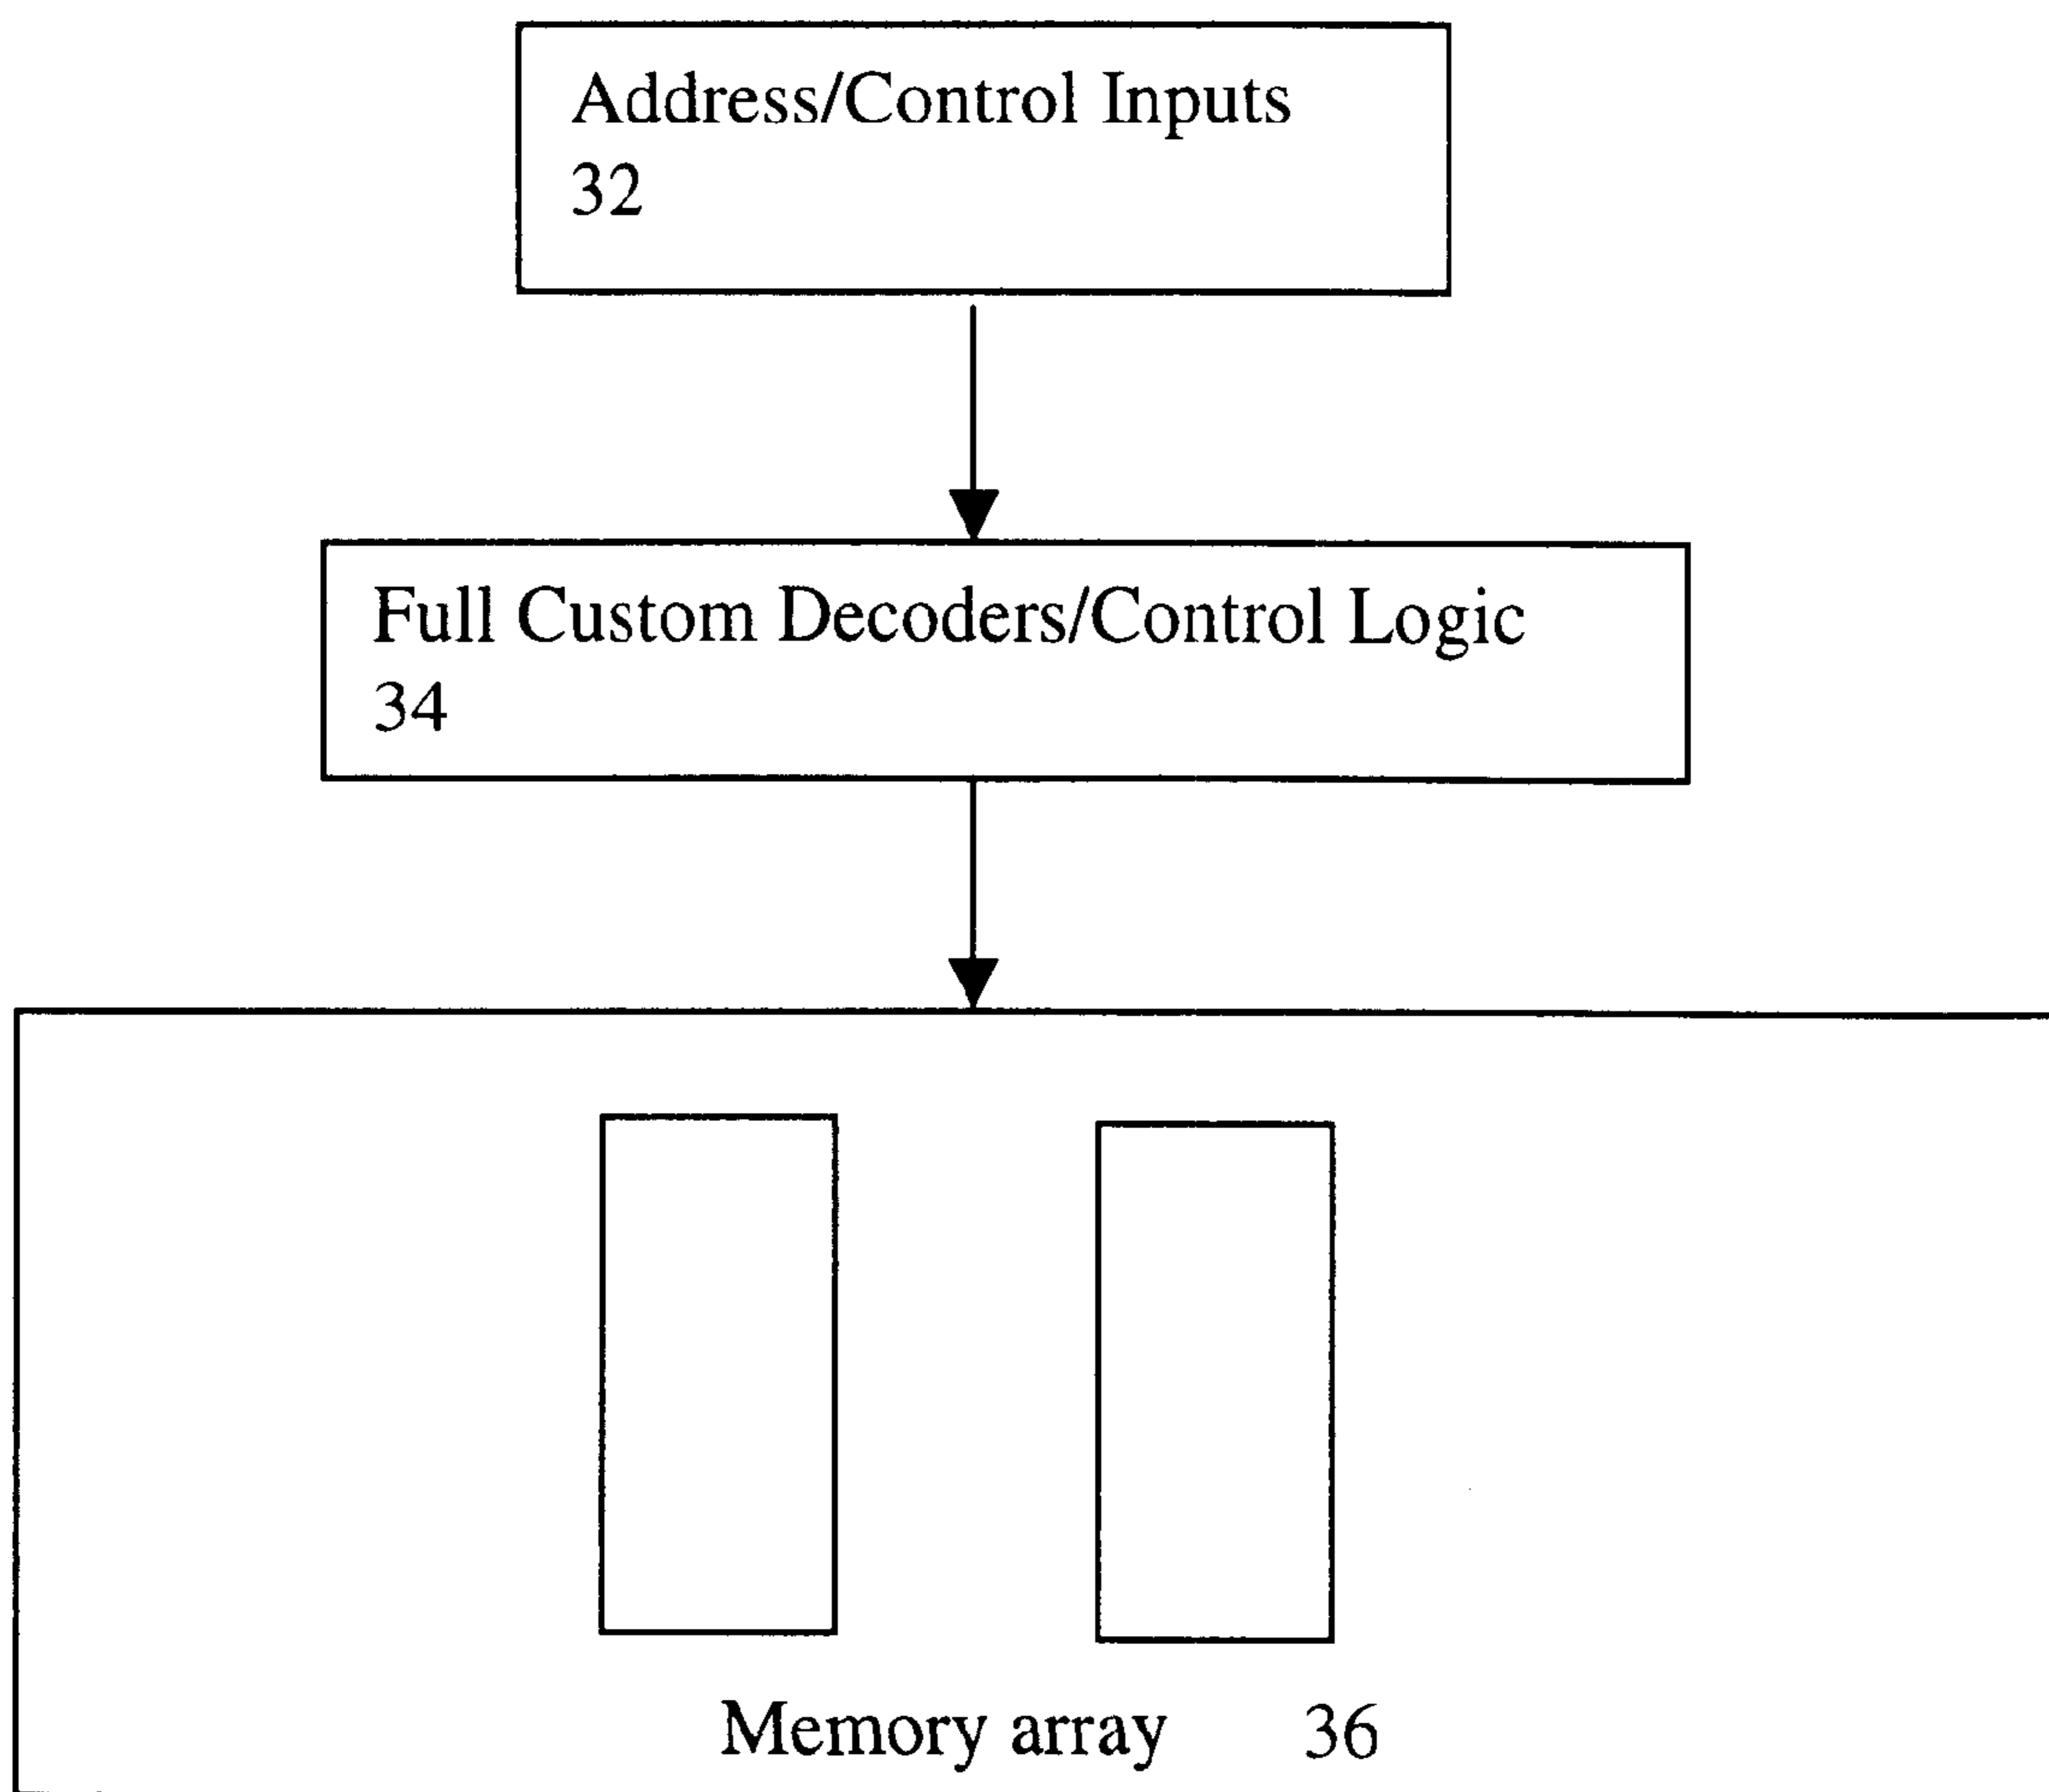 Address/Control Inputs
32
Full Custom Decoders/Control Logic
34
Memory array 36